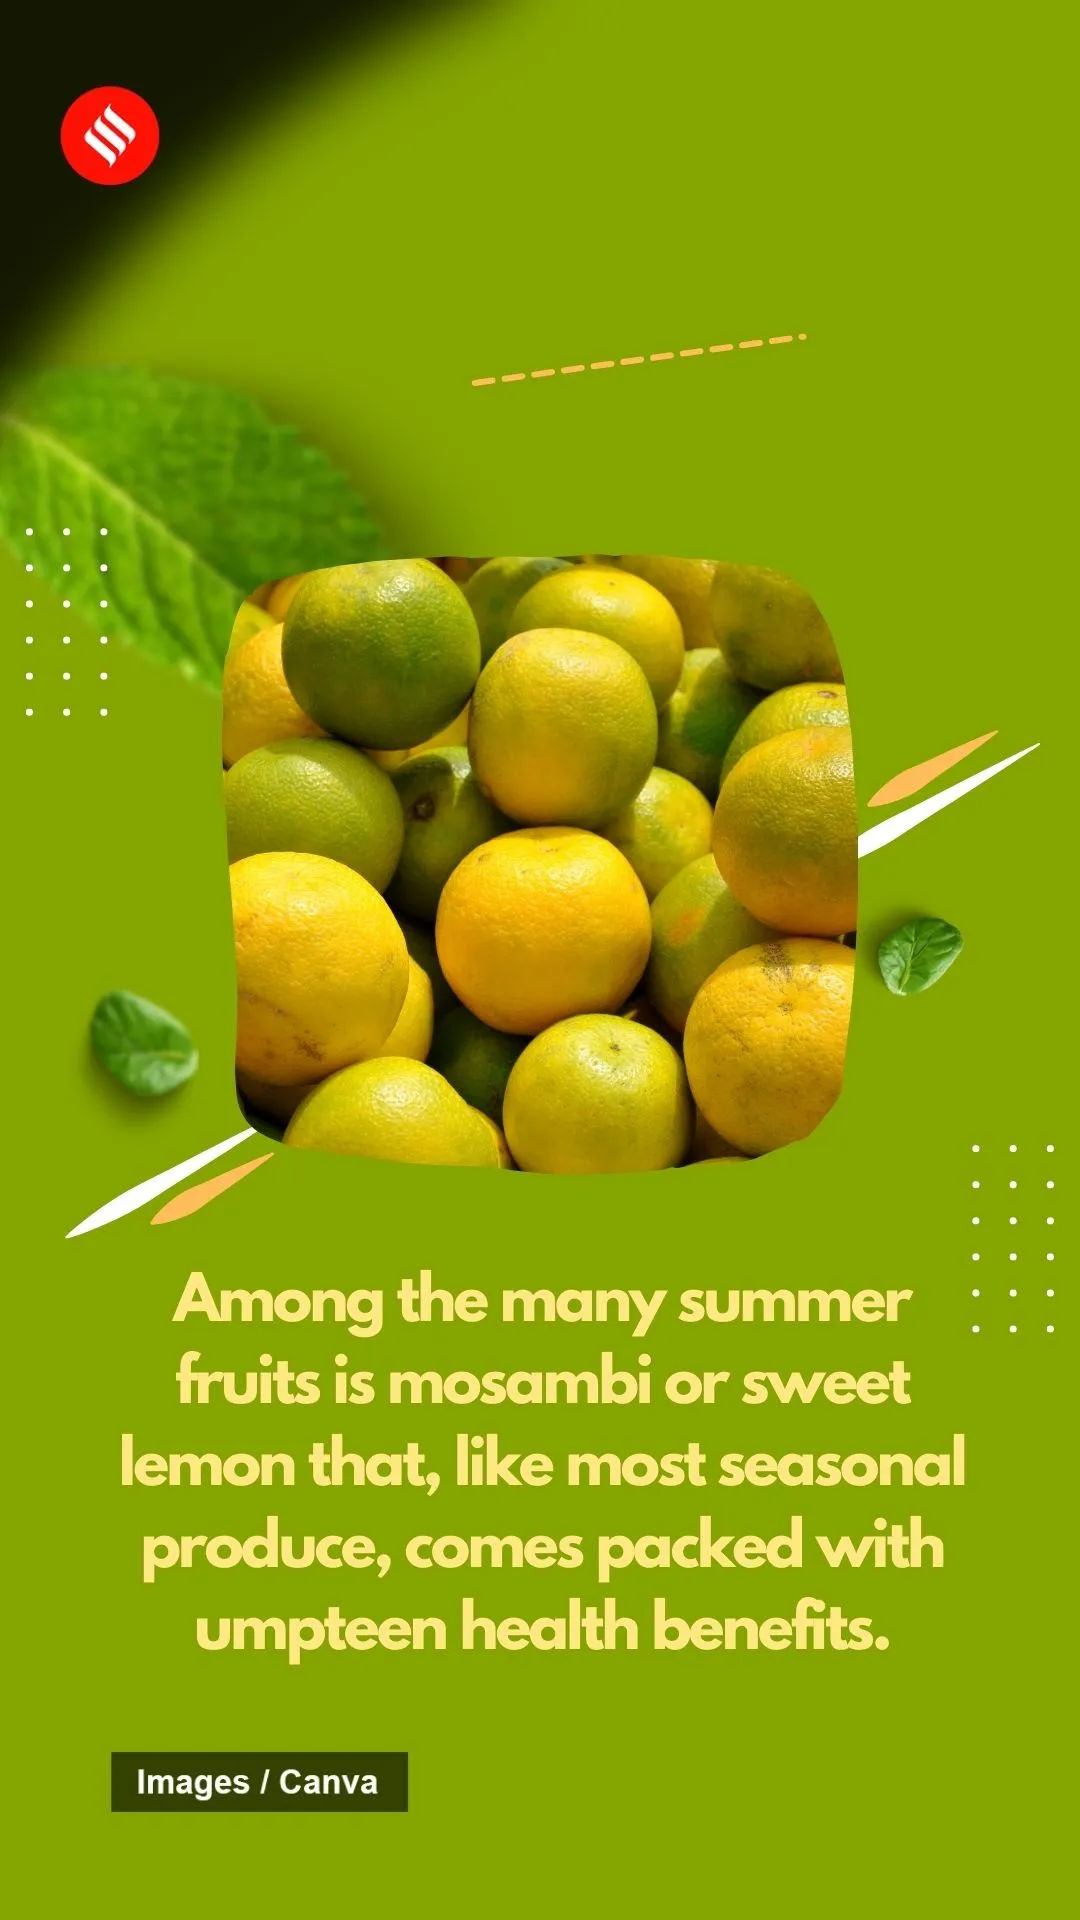 Among the many summer
fruits is mosambi or sweet
lemon that, like most seasonal
produce, comes packed with
umpteen health benefits.
Images / Canva